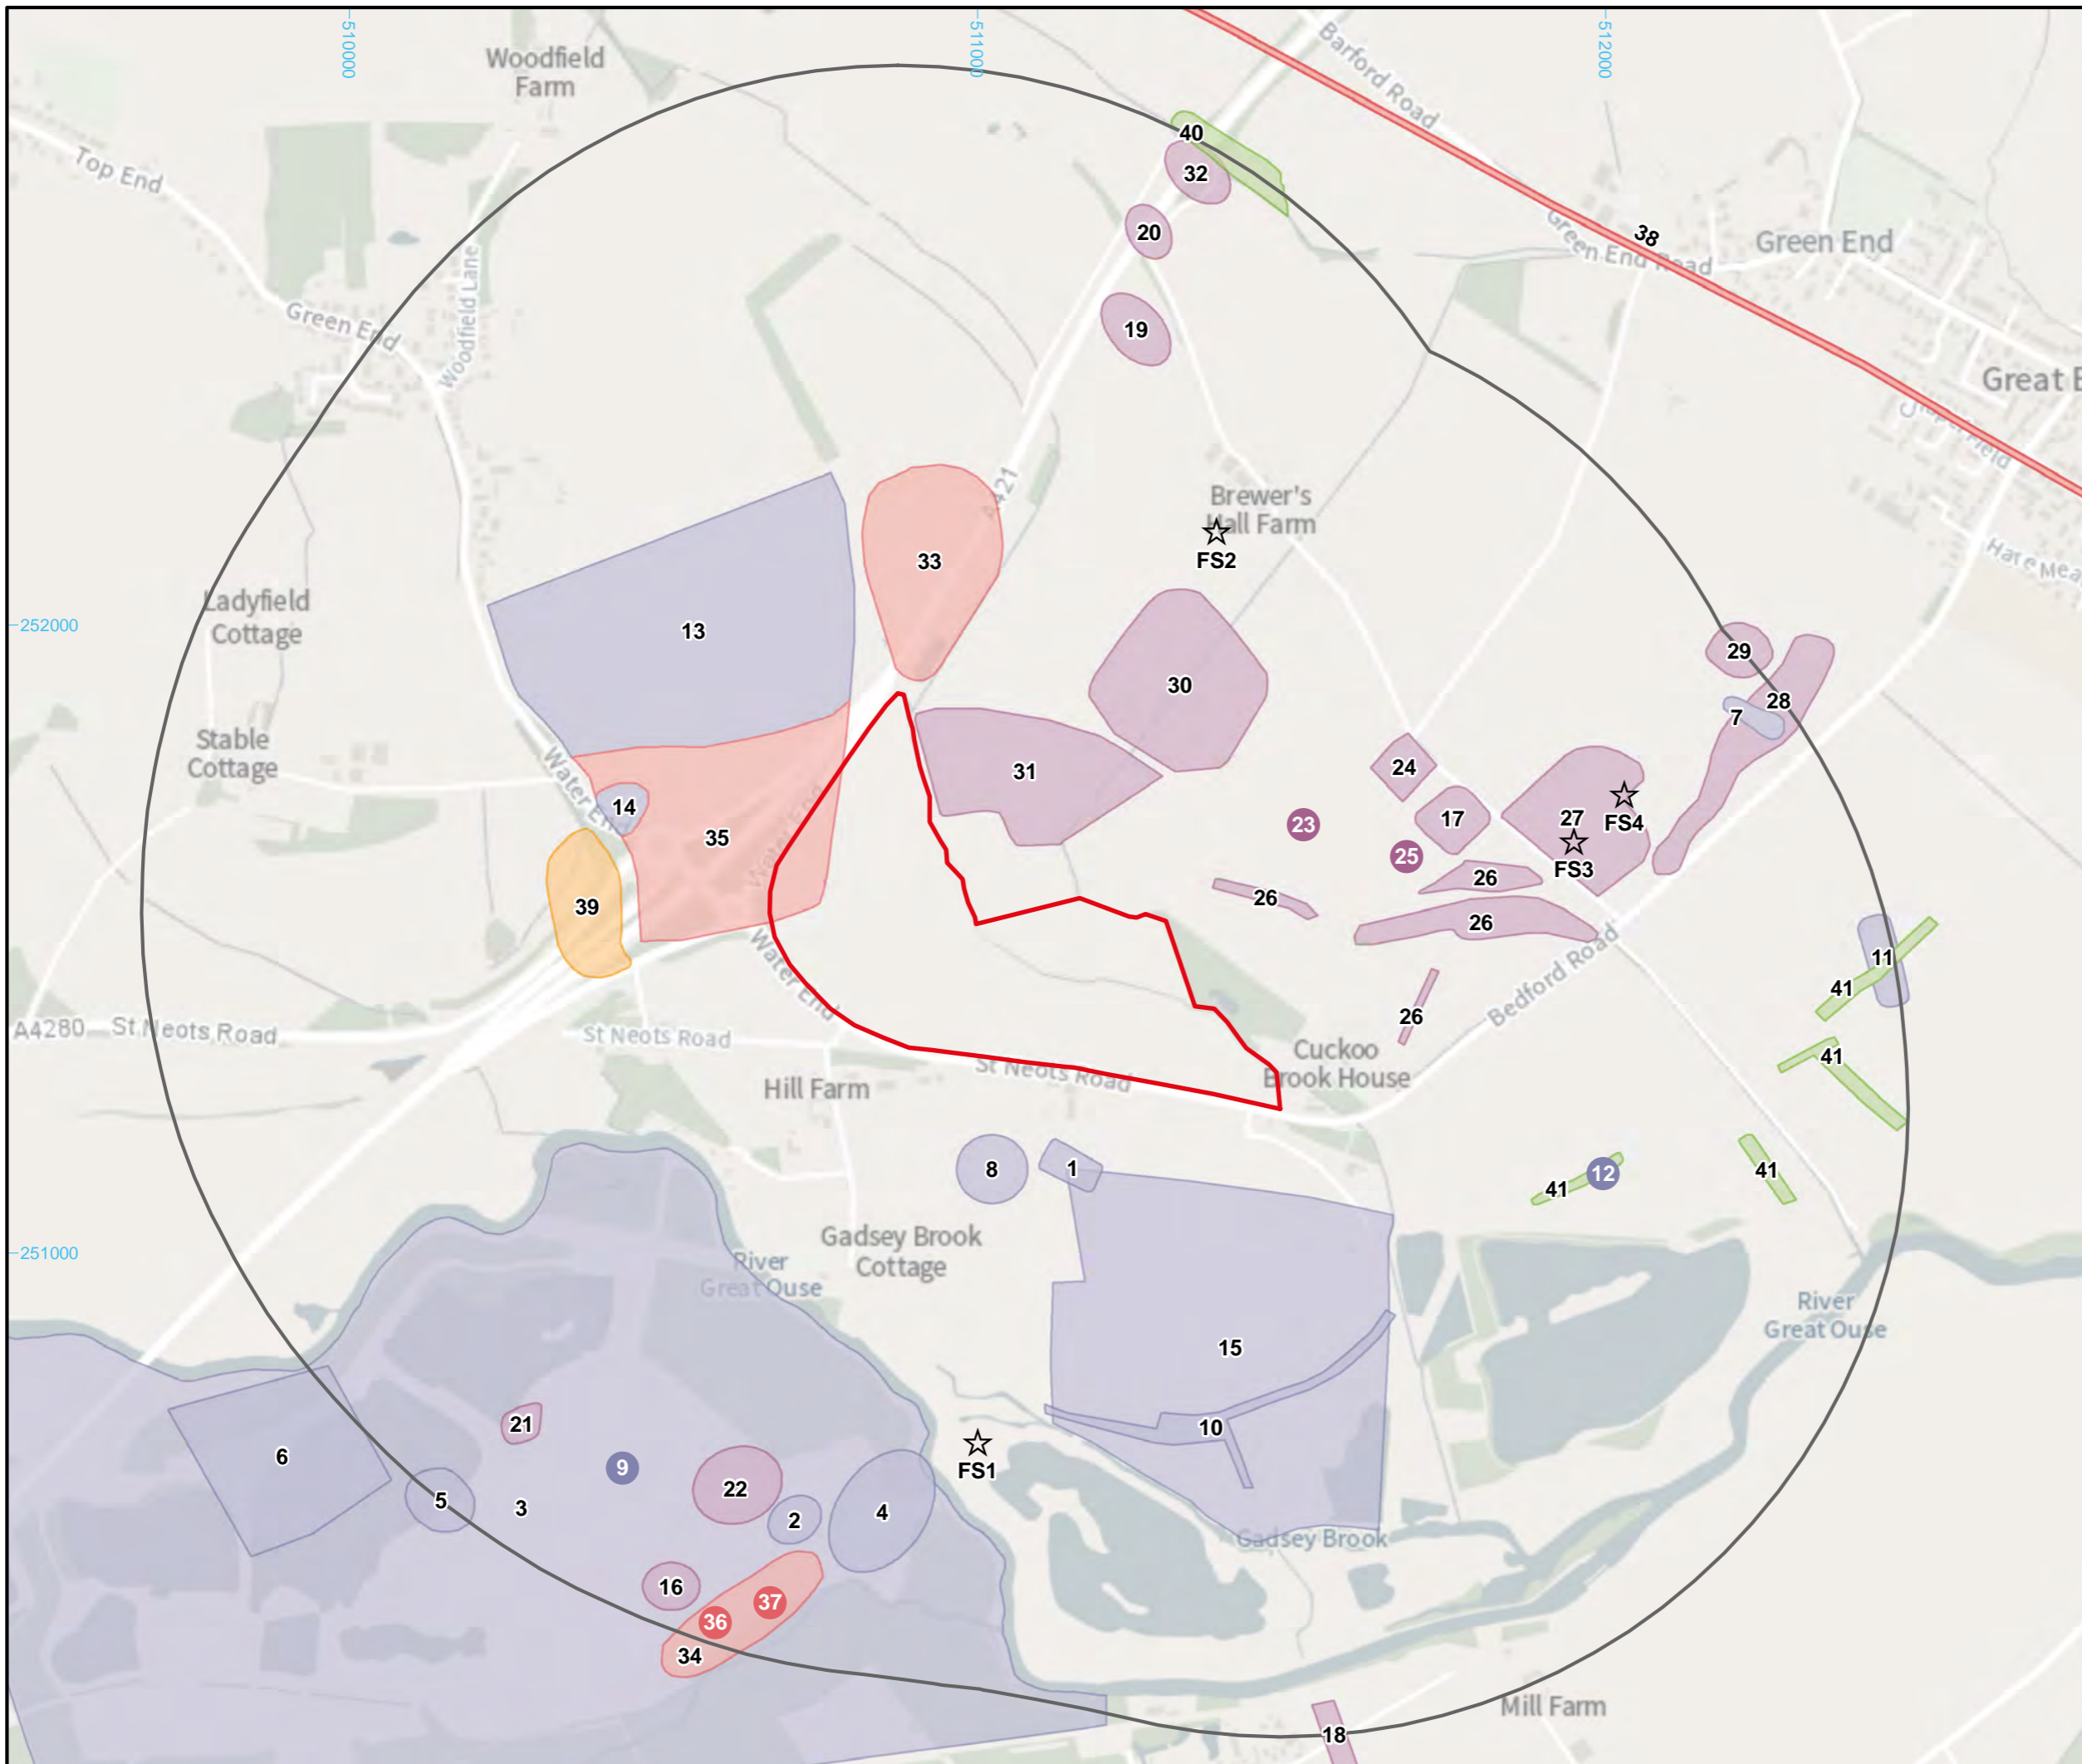 510000
511000
512000
Woodfield
Farm
Barford Road
Top End
40
32
20
38
Green End Road
Green End
Green End
Woodfield Lane
19
Great E
A421
Brewer's
Hall Farm
FS2
33
Ladyfield
Cottage
252000
13
29
30
28
7
Stable
Cottage
31
24
Water End
14
35
Water End
23
17
27
FS4
25
FS3
39
26
26
26
Water End
Bedford Road
11
41
26
A4280
St Neots Road
St Neots Road
Cuckoo
Brook House
41
St Neots Road
Hill Farm
8
1
12
41
41
Gadsey Brook
Cottage
251000
River
Great Ouse
River
Great Ouse
15
21
10
6
9
FS1
22
5
3
2
4
Gadsey Brook
16
37
36
34
Mill Farm
18